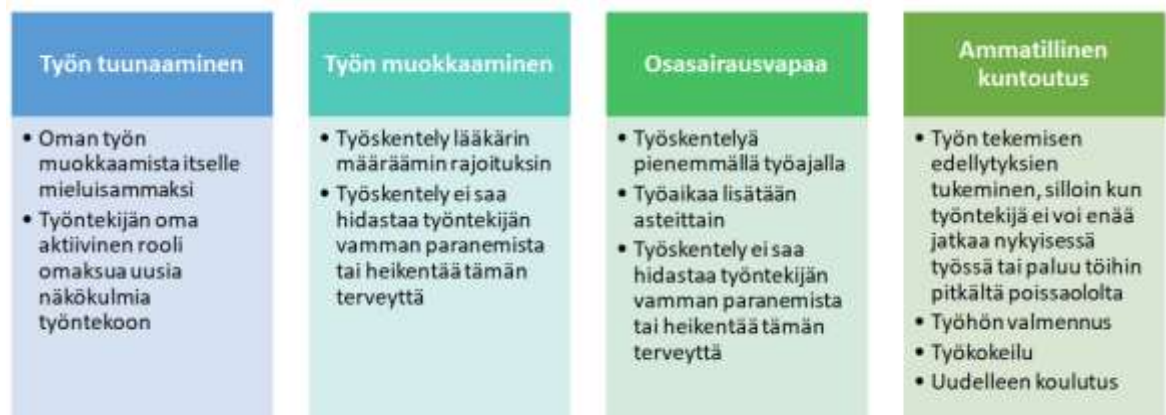 Työn tuunaaminen
• Oman työn
muokkaamista itselle
mieluisammaksi
• Työntekijän oma
aktiivinen rooli
omaksua uusia
näkökulmia
työntekoon
Työn muokkaaminen
• Työskentely lääkärin
määräämin rajoituksin
• Työskentely ei saa
hidastaa työntekijän
vamman paranemista
tai heikentää tämän
terveyttä
Osasairausvapaa
• Työskentelyä
pienemmällä työajalla
• Työaikaa lisätään
asteittain
• Työskentely ei saa
hidastaa työntekijän
vamman paranemista
tai heikentää tämän
terveyttä
Ammatillinen
kuntoutus
• Työn tekemisen
edellytyksien
tukeminen, silloin kun
työntekijä ei voi enää
jatkaa nykyisessä
työssä tai paluu töihin
pitkältä poissaololta
• Työhön valmennus
• Työkokeilu
• Uudelleen koulutus